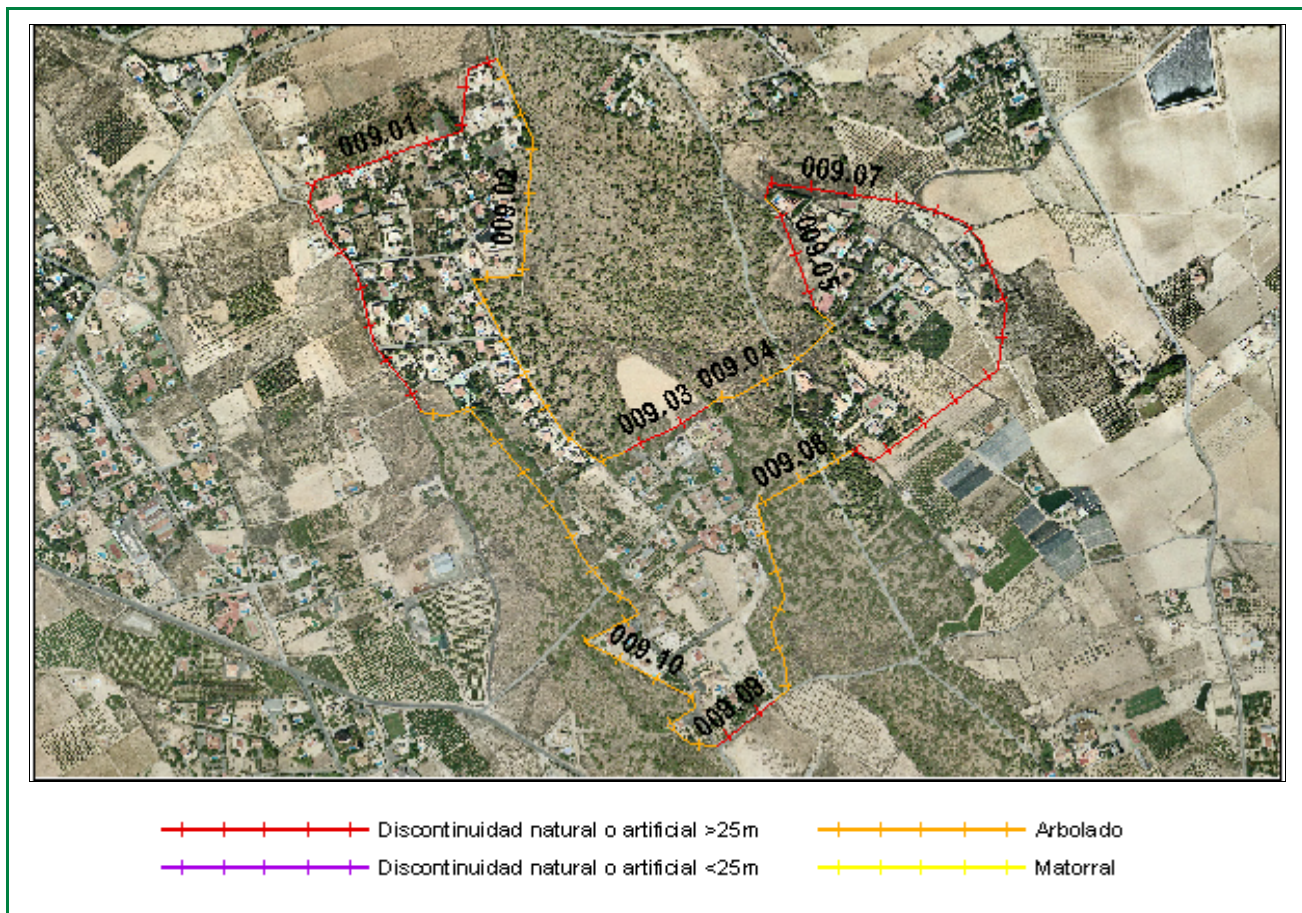 009.01
009.02
009.07
009.05
009.03
009.04
009.08
009.10
009.09
Discontinuidad natural o artificial >25m
Arbolado
Discontinuidad natural o artificial <25m
Matorral